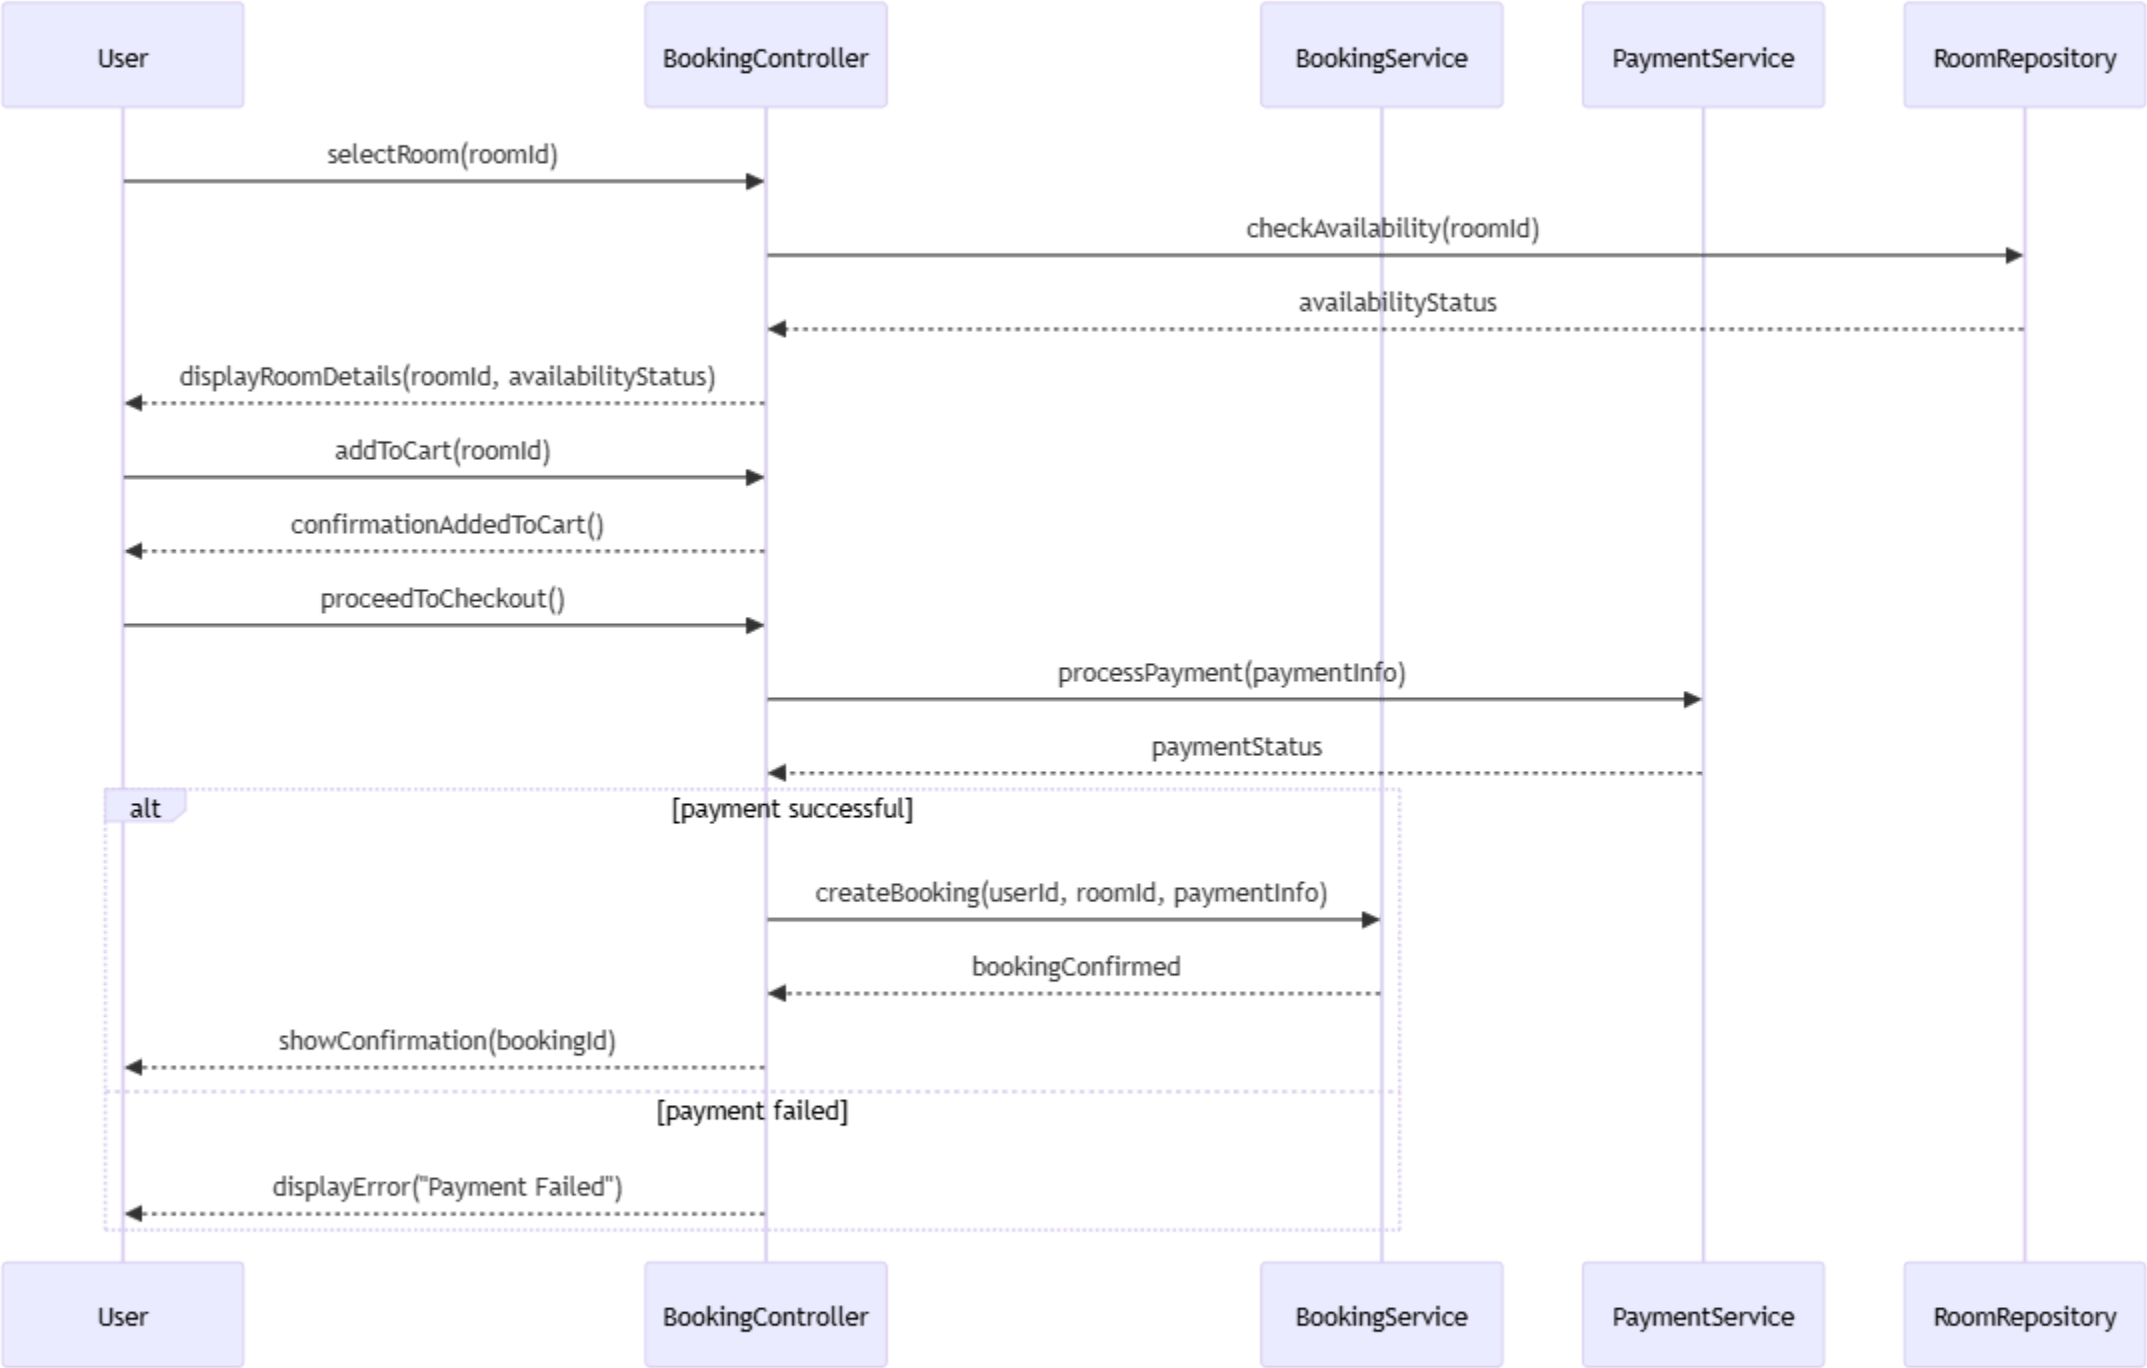 User
BookingController
BookingService
PaymentService
RoomRepository
selectRoom(roomId)
checkAvailability(roomId)
availabilityStatus
displayRoomDetails(roomId, availabilityStatus)
addToCart(roomId)
confirmationAddedToCart()
proceedToCheckout()
processPayment(paymentInfo)
paymentStatus
alt
[payment successful]
createBooking(userId, roomId, paymentInfo)
bookingConfirmed
showConfirmation(bookingId)
[payment failed]
displayError("Payment Failed")
User
BookingController
BookingService
PaymentService
RoomRepository